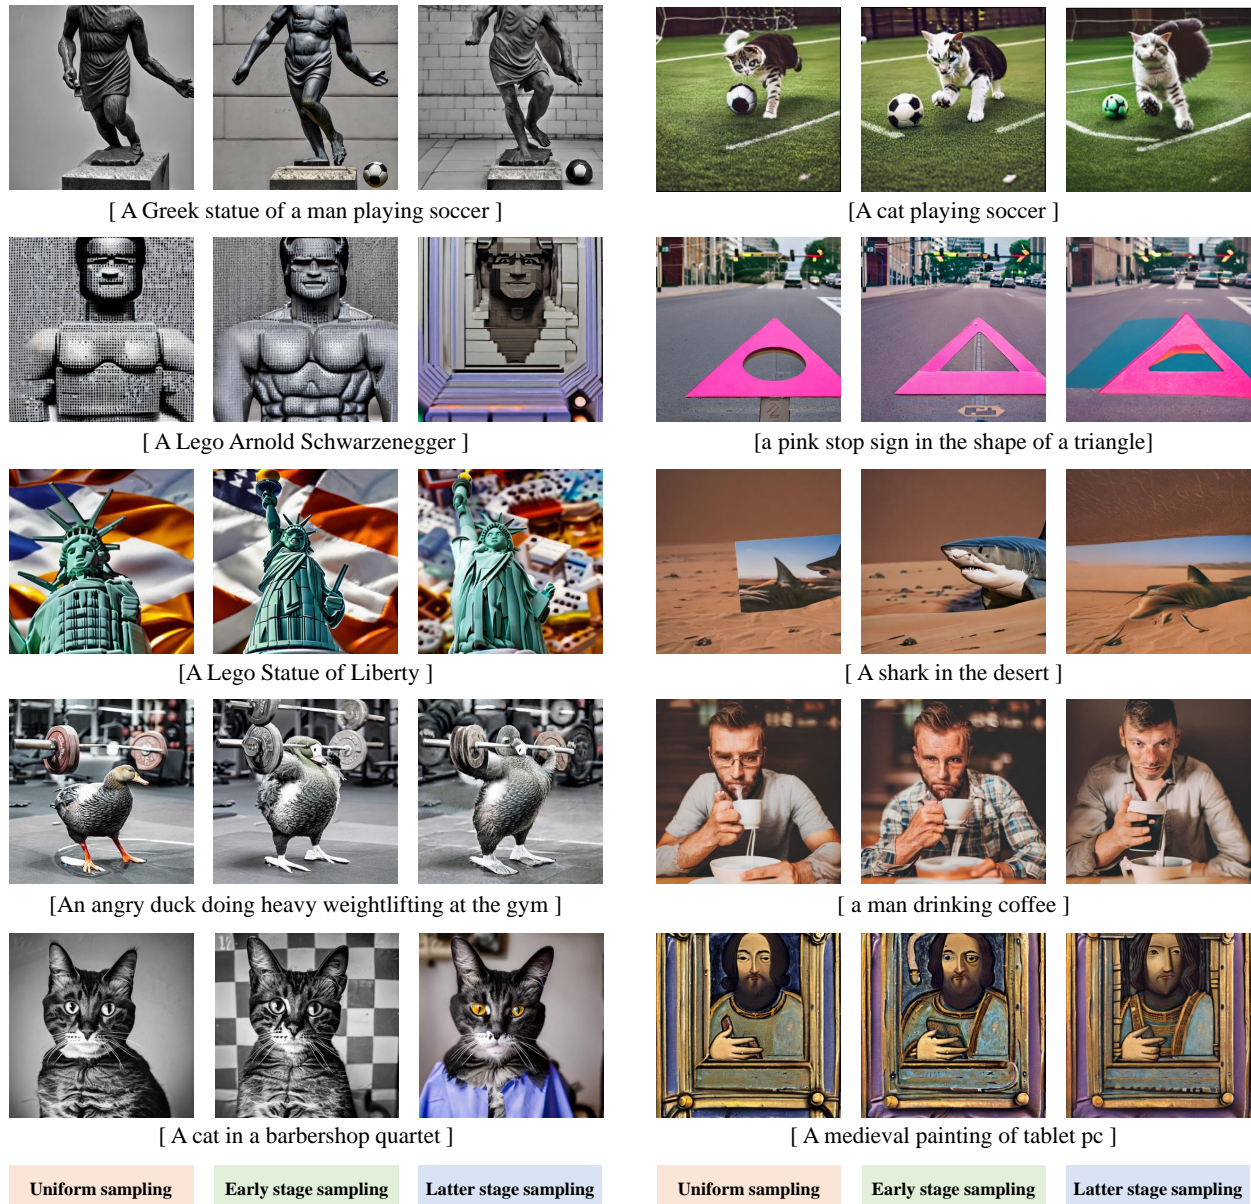 [ A Greek statue of a man playing soccer ]
[A cat playing soccer ]
[ A Lego Arnold Schwarzenegger ]
[a pink stop sign in the shape of a triangle]
[A Lego Statue of Liberty ]
[ A shark in the desert ]
[An angry duck doing heavy weightlifting at the gym ]
[ a man drinking coffee ]
[ A cat in a barbershop quartet ]
[ A medieval painting of tablet pc ]
Uniform sampling
Early stage sampling
Latter stage sampling
Uniform sampling
Early stage sampling
Latter stage sampling